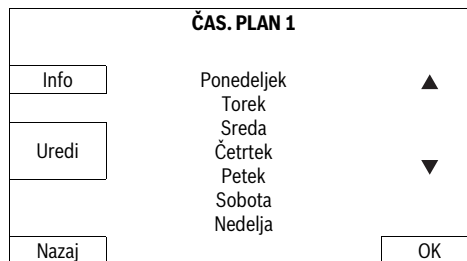 ČAS. PLAN 1
Info
Ponedeljek
Torek
Sreda
Uredi
Četrtek
Petek
Sobota
Nedelja
Nazaj
OK